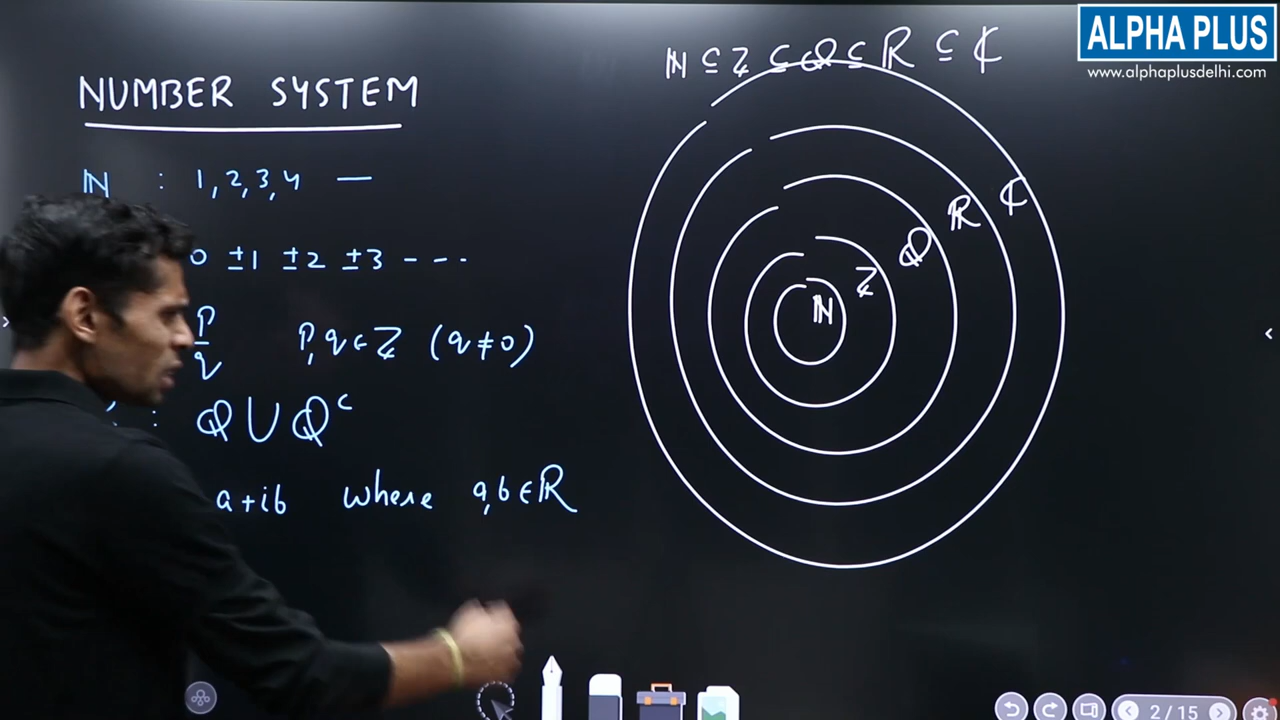 ALPHA PLUS
www.alphaplusdelhi.com
ℕ ⊆ ℤ ⊆ ℚ ⊆ ℝ ⊆ ℂ
NUMBER SYSTEM
ℕ : 1, 2, 3, 4 —
0 ±1 ±2 ±3 - - - -
p/q p, q ∈ ℤ (q ≠ 0)
: ℚ ∪ ℚᶜ
a+ib where a, b ∈ ℝ
ℕ ℤ ℚ ℝ ℂ
2 / 15